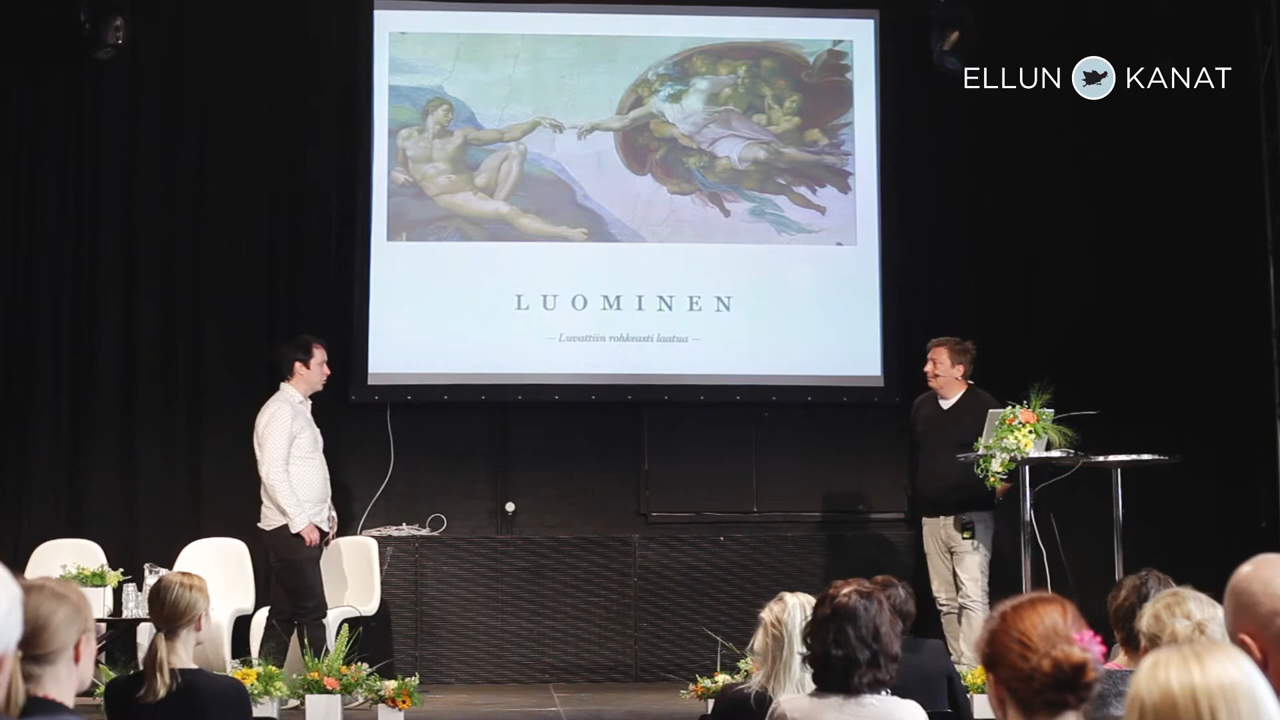 ELLUN KANAT
LUOMINEN
— Luvattiin rohkeasti laatua —